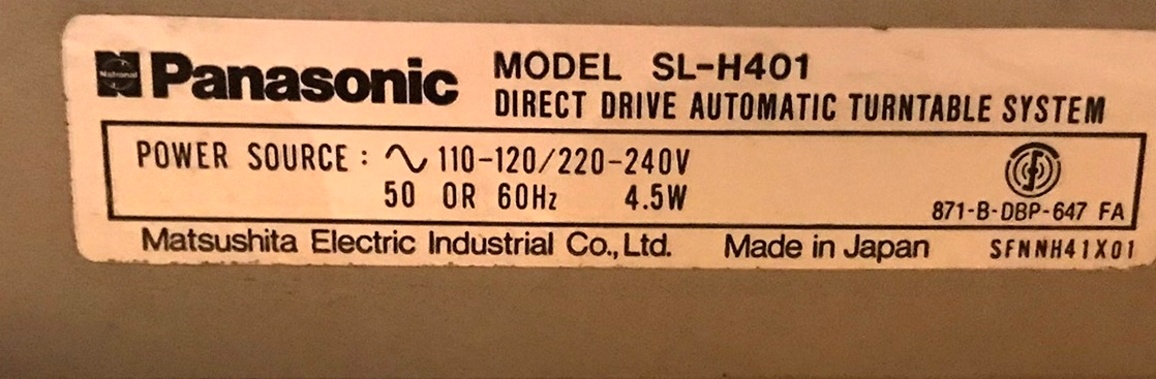 National Panasonic MODEL SL-H401
DIRECT DRIVE AUTOMATIC TURNTABLE SYSTEM
POWER SOURCE : ∿ 110-120/220-240V
50 OR 60Hz 4.5W
871-B-DBP-647 FA
Matsushita Electric Industrial Co., Ltd. Made in Japan SFNNH41X01